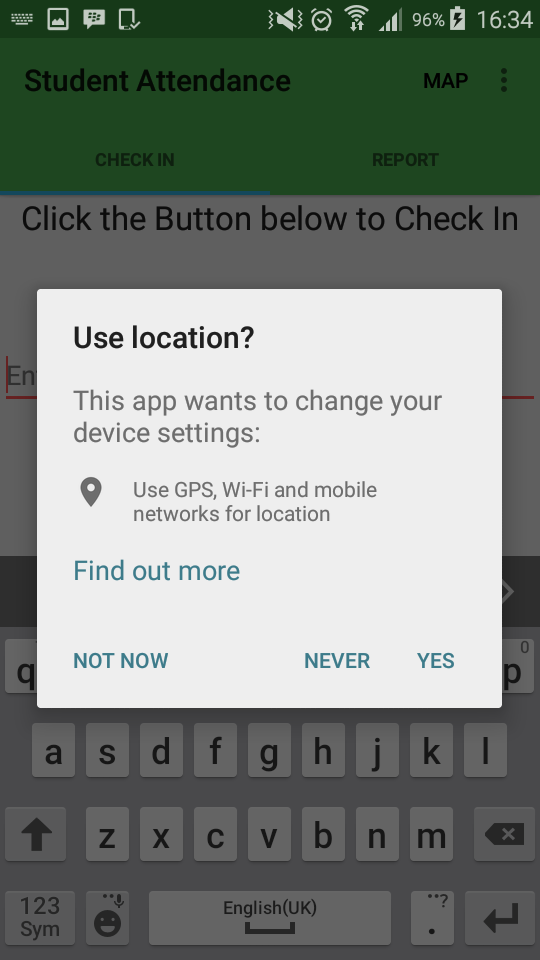 96% 16:34
Student Attendance MAP
CHECK IN REPORT
Click the Button below to Check In
Use location?
En
This app wants to change your
device settings:
Use GPS, Wi-Fi and mobile
networks for location
Find out more
NOT NOW NEVER YES
q p 0
a s d f g h j k l
z x c v b n m
123
Sym
English(UK)
. ?